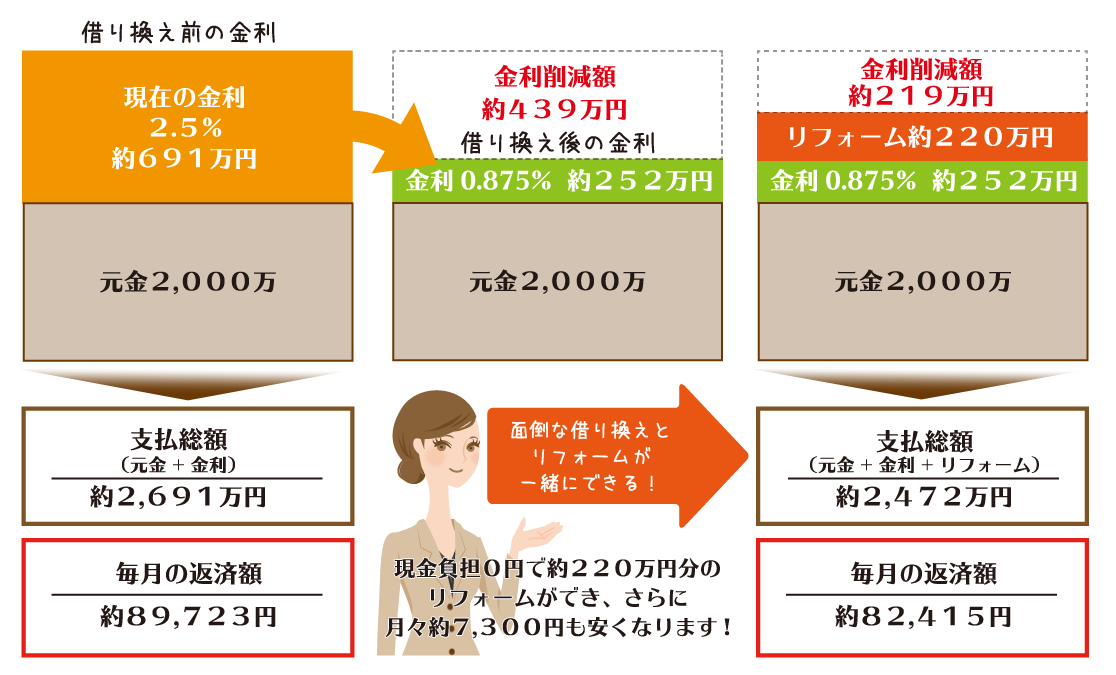 借り換え前の金利
現在の金利
2.5%
約691万円
元金2,000万
金利削減額
約439万円
借り換え後の金利
金利0.875% 約252万円
元金2,000万
金利削減額
約219万円
リフォーム約220万円
金利0.875% 約252万円
元金2,000万
支払総額
（元金+金利）
約2,691万円
毎月の返済額
約89,723円
面倒な借り換えと
リフォームが
一緒にできる！
現金負担0円で約220万円分の
リフォームができ、さらに
月々約7,300円も安くなります！
支払総額
（元金+金利+リフォーム）
約2,472万円
毎月の返済額
約82,415円